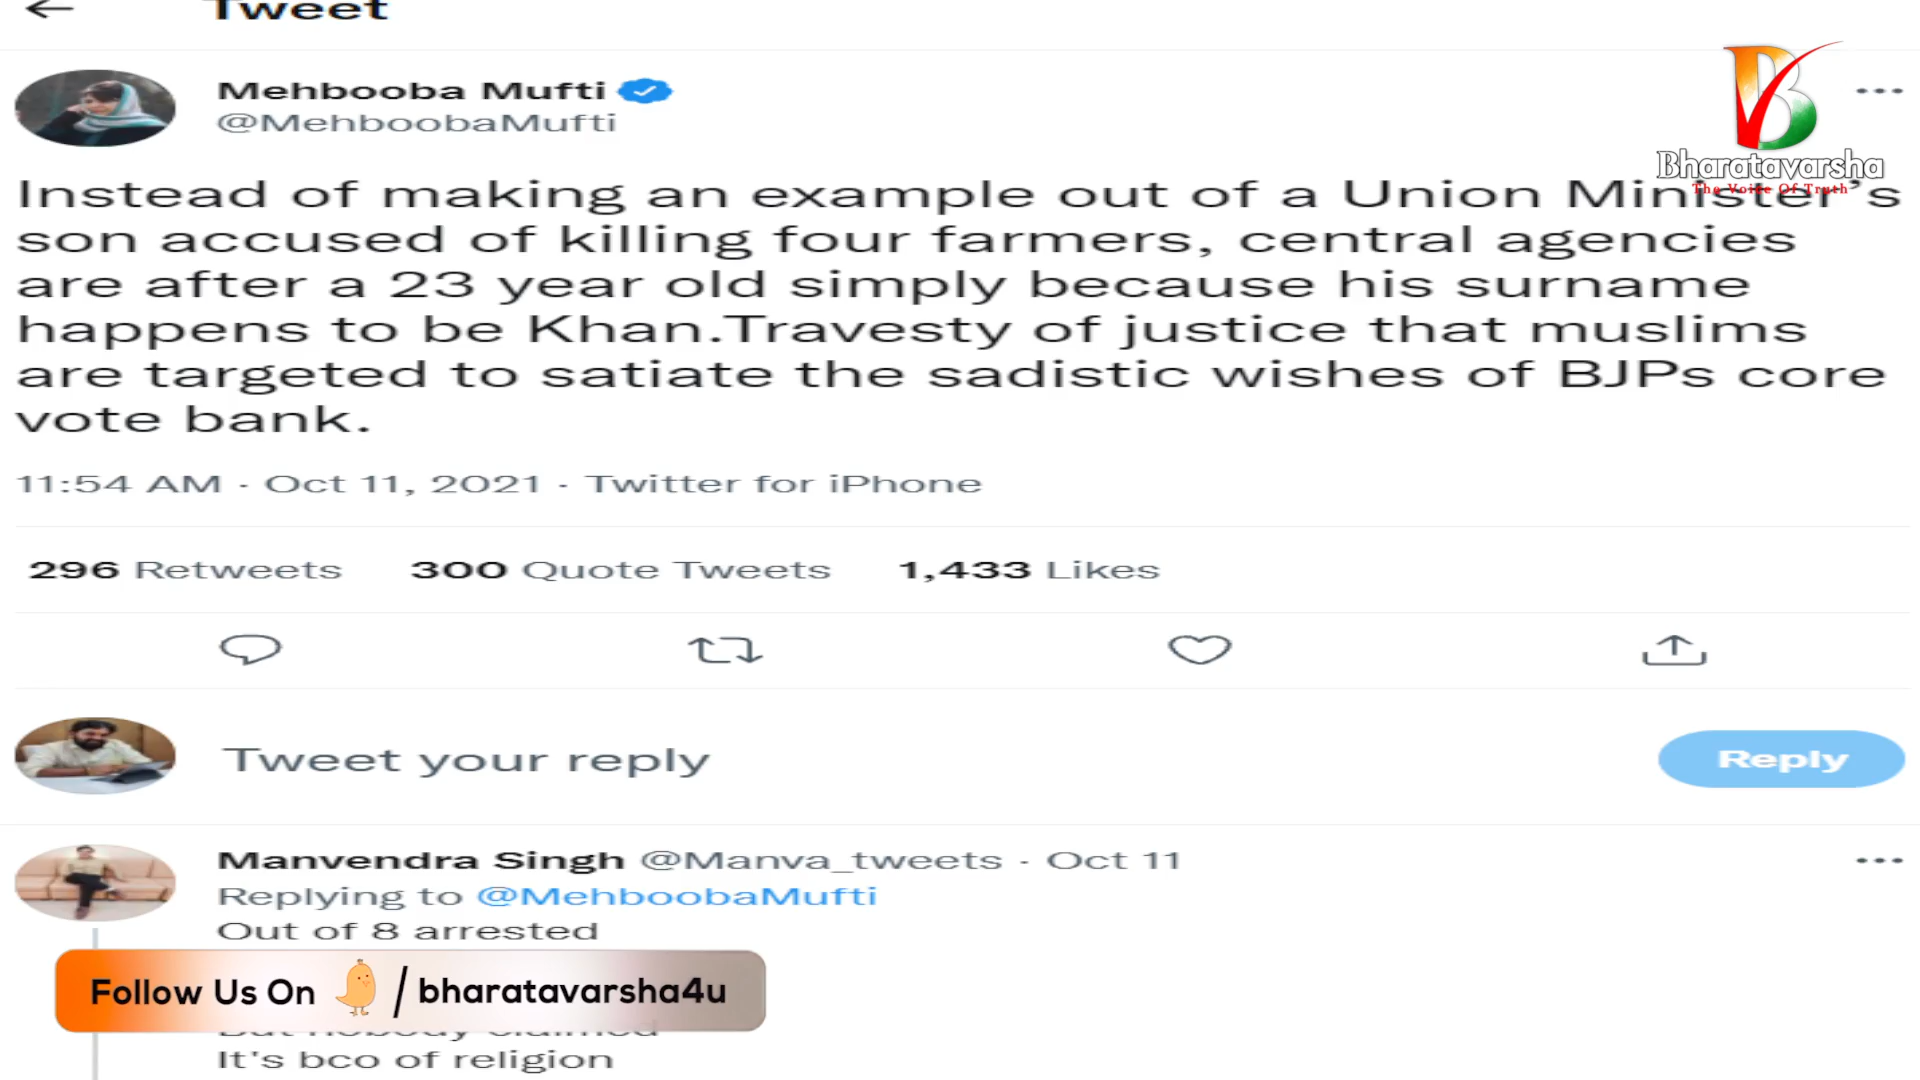 Tweet
Mehbooba Mufti
@MehboobaMufti
Bharatavarsha
The Voice Of Truth
Instead of making an example out of a Union Minister's
son accused of killing four farmers, central agencies
are after a 23 year old simply because his surname
happens to be Khan.Travesty of justice that muslims
are targeted to satiate the sadistic wishes of BJPs core
vote bank.
11:54 AM · Oct 11, 2021 · Twitter for iPhone
296 Retweets 300 Quote Tweets 1,433 Likes
Tweet your reply
Reply
Manvendra Singh @Manva_tweets · Oct 11
Replying to @MehboobaMufti
Out of 8 arrested
Follow Us On / bharatavarsha4u
But nobody claimed
It's bco of religion